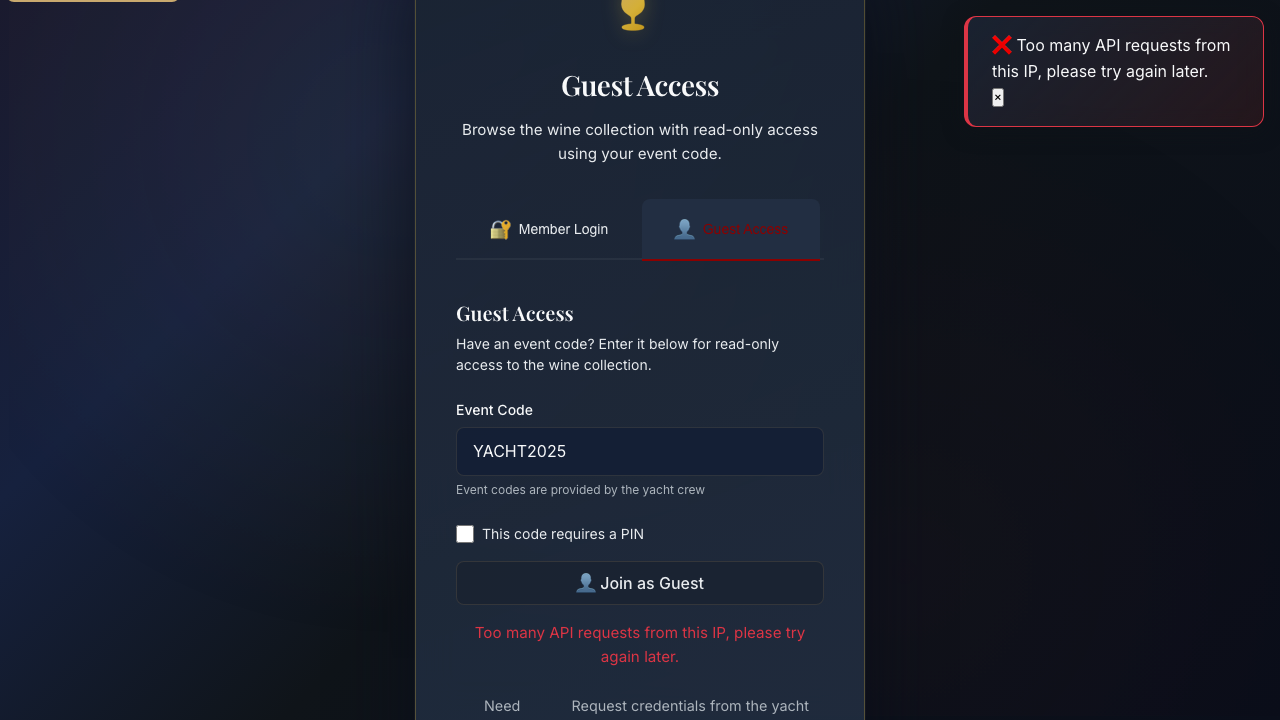 Guest Access
Browse the wine collection with read-only access
using your event code.
Member Login
Guest Access
Guest Access
Have an event code? Enter it below for read-only
access to the wine collection.
Event Code
YACHT2025
Event codes are provided by the yacht crew
This code requires a PIN
Join as Guest
Too many API requests from this IP, please try
again later.
Need
Request credentials from the yacht
Too many API requests from
this IP, please try again later.
×